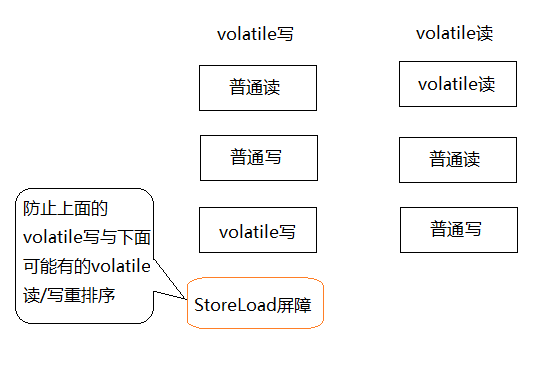 volatile写
普通读
普通写
volatile写
StoreLoad屏障
防止上面的
volatile写与下面
可能有的volatile
读/写重排序
volatile读
volatile读
普通读
普通写